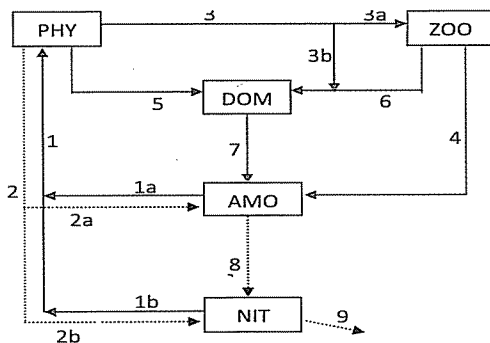 PHY 3 3a ZOO
3b
5 DOM 6
1 7 4
2 1a AMO
2a
8
1b NIT 9
2b